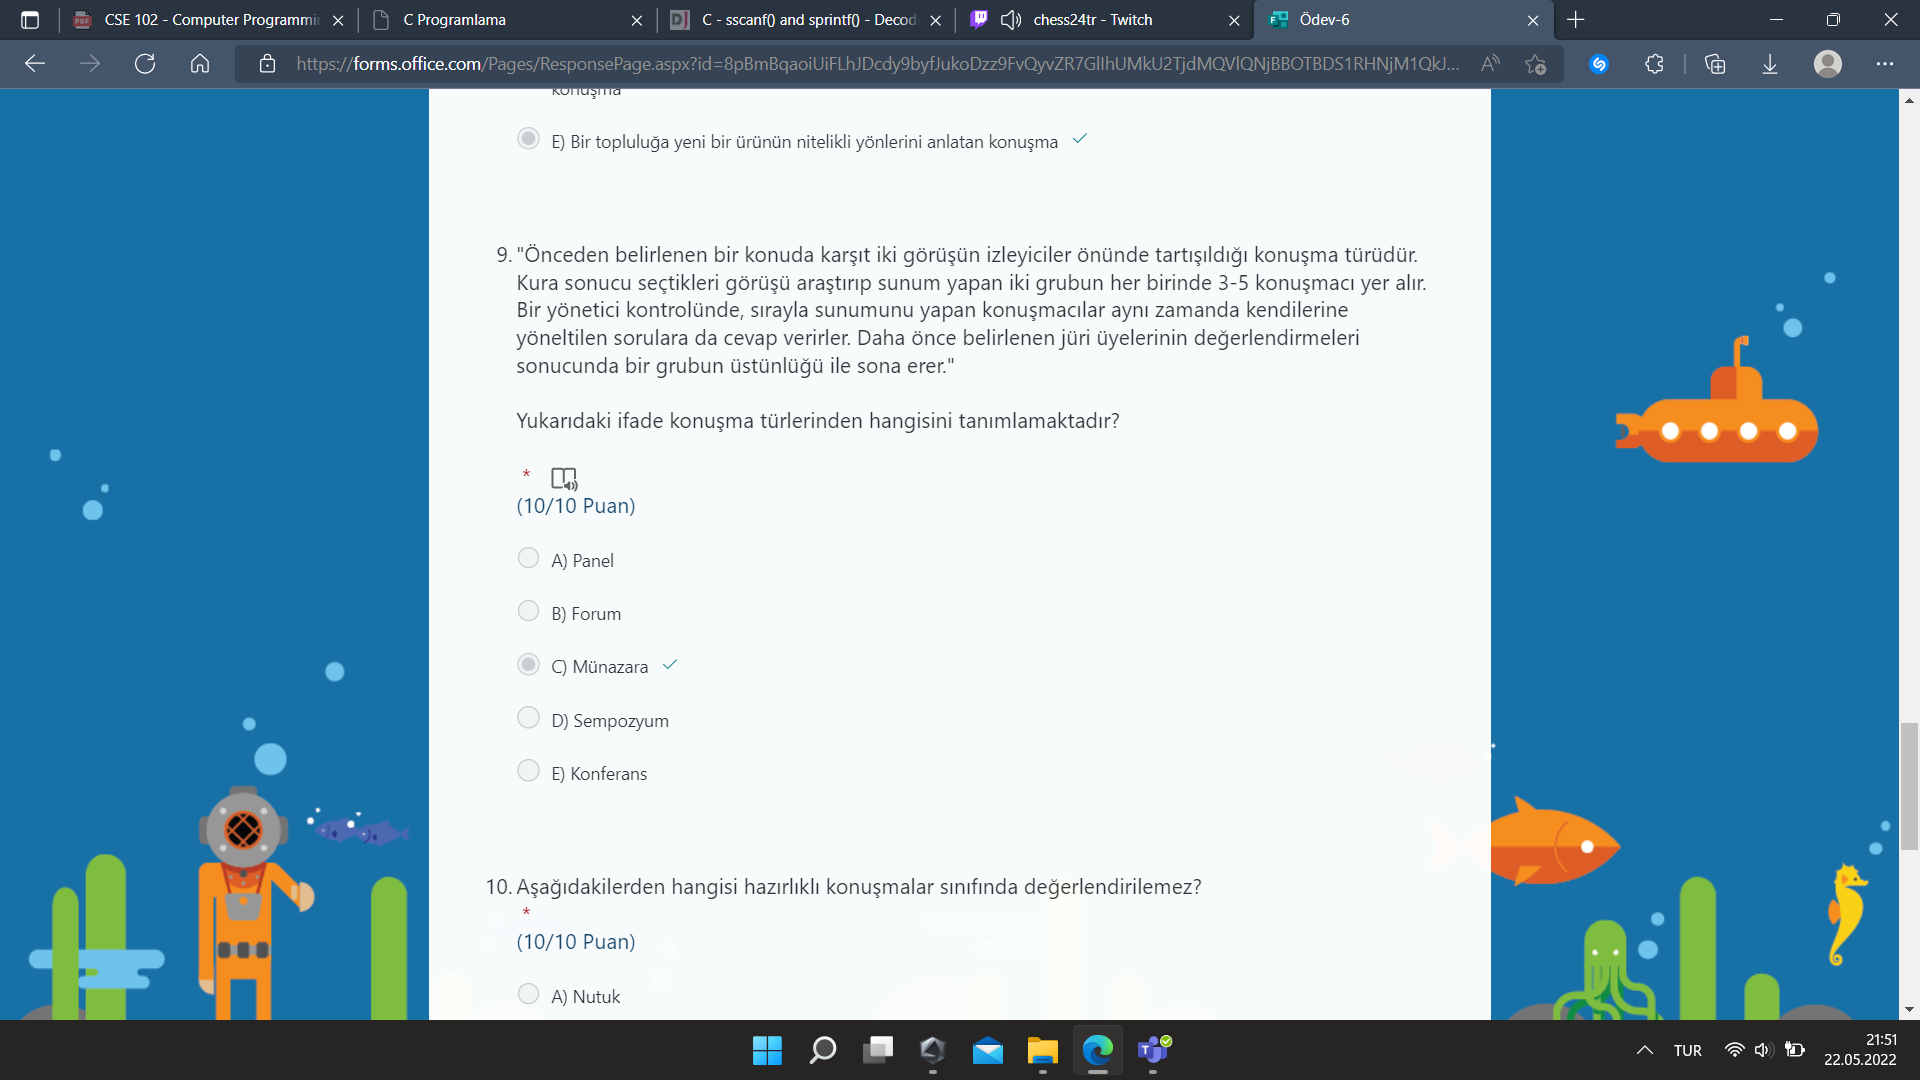 CSE 102 - Computer Programmin
C Programlama
C - sscanf() and sprintf() - Decod
chess24tr - Twitch
Ödev-6
https://forms.office.com/Pages/ResponsePage.aspx?id=8pBmBqaoiUiFLhJDcdy9byfJukoDzz9FvQyvZR7GlIhUMkU2TjdMQVlQNjBBOTBDS1RHNjM1QkJ...
konuşma
E) Bir topluluğa yeni bir ürünün nitelikli yönlerini anlatan konuşma
9. "Önceden belirlenen bir konuda karşıt iki görüşün izleyiciler önünde tartışıldığı konuşma türüdür.
Kura sonucu seçtikleri görüşü araştırıp sunum yapan iki grubun her birinde 3-5 konuşmacı yer alır.
Bir yönetici kontrolünde, sırayla sunumunu yapan konuşmacılar aynı zamanda kendilerine
yöneltilen sorulara da cevap verirler. Daha önce belirlenen jüri üyelerinin değerlendirmeleri
sonucunda bir grubun üstünlüğü ile sona erer."
Yukarıdaki ifade konuşma türlerinden hangisini tanımlamaktadır?
*
(10/10 Puan)
A) Panel
B) Forum
C) Münazara
D) Sempozyum
E) Konferans
10. Aşağıdakilerden hangisi hazırlıklı konuşmalar sınıfında değerlendirilemez?
*
(10/10 Puan)
A) Nutuk
TUR
21:51
22.05.2022